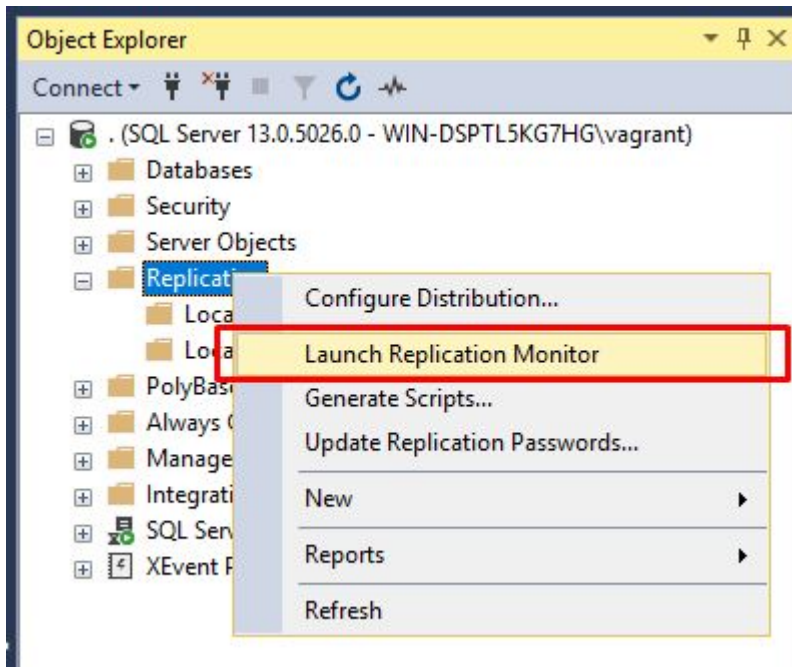 Object Explorer
Connect
. (SQL Server 13.0.5026.0 - WIN-DSPTL5KG7HG\vagrant)
Databases
Security
Server Objects
Replicati
Loca
Loca
PolyBas
Always
Manage
Integrati
SQL Serv
XEvent P
Configure Distribution...
Launch Replication Monitor
Generate Scripts...
Update Replication Passwords...
New
Reports
Refresh